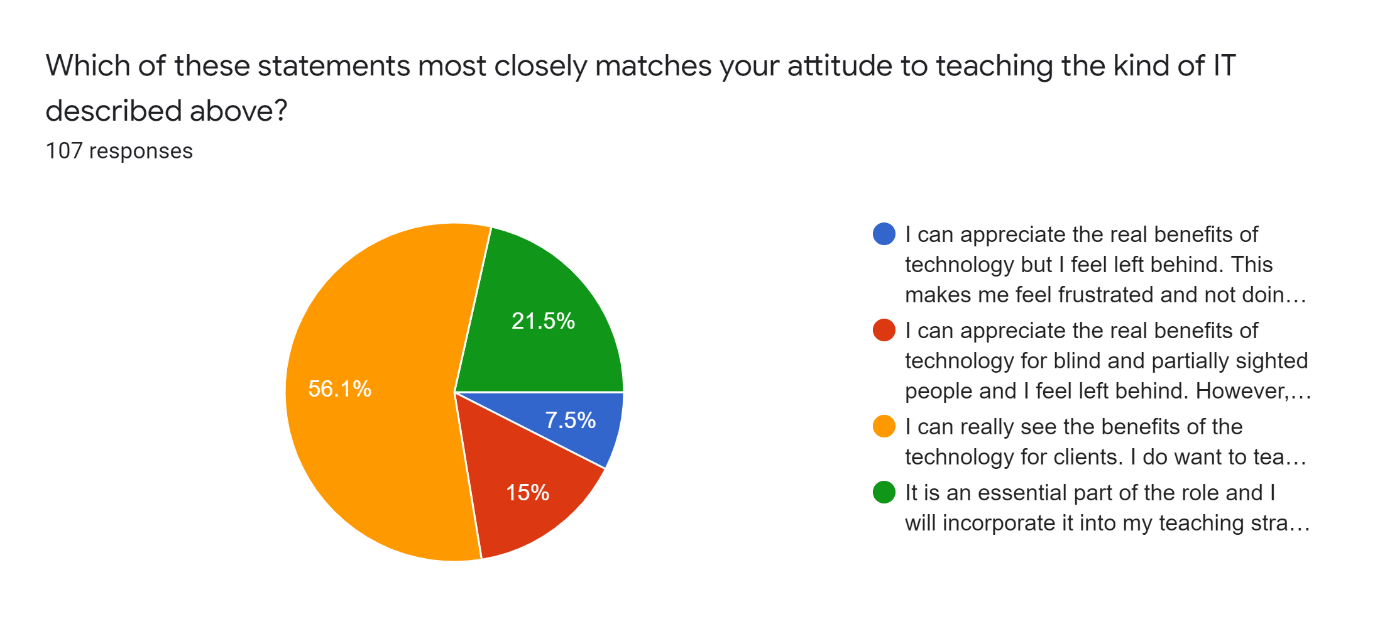 Which of these statements most closely matches your attitude to teaching the kind of IT
described above?
107 responses
21.5%
56.1%
7.5%
15%
I can appreciate the real benefits of
technology but I feel left behind. This
makes me feel frustrated and not doin…
I can appreciate the real benefits of
technology for blind and partially sighted
people and I feel left behind. However,…
I can really see the benefits of the
technology for clients. I do want to tea…
It is an essential part of the role and I
will incorporate it into my teaching stra…